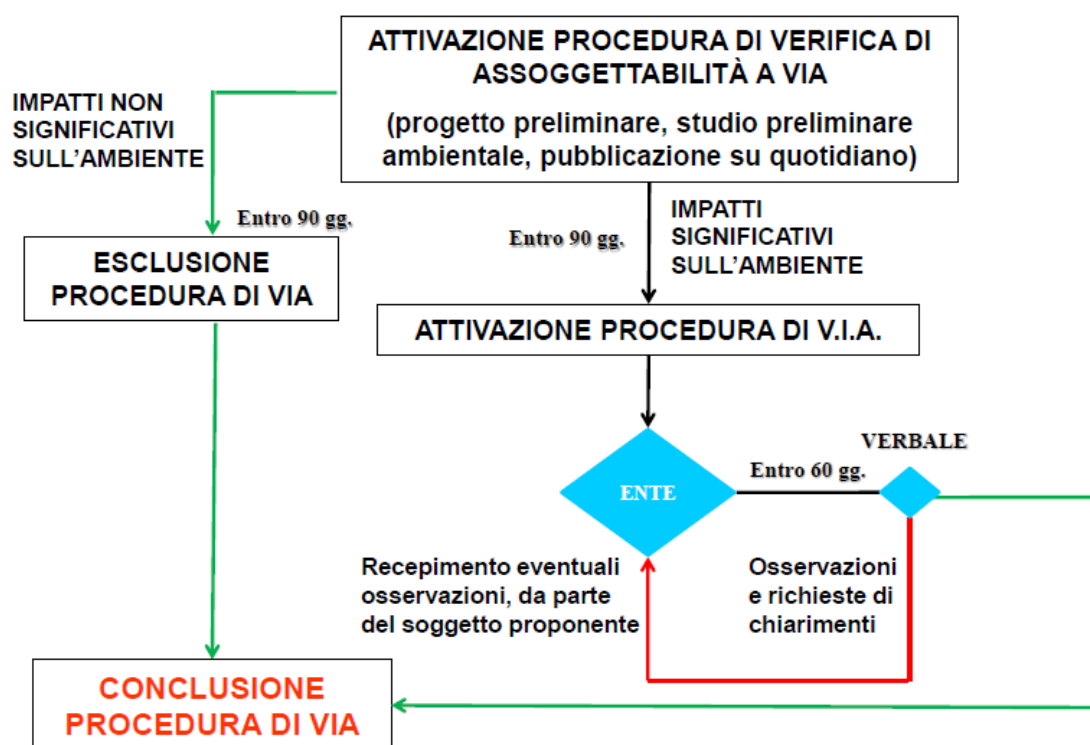 ATTIVAZIONE PROCEDURA DI VERIFICA DI
ASSOGGETTABILITÀ A VIA
(progetto preliminare, studio preliminare
ambientale, pubblicazione su quotidiano)
IMPATTI NON
SIGNIFICATIVI
SULL'AMBIENTE
Entro 90 gg.
ESCLUSIONE
PROCEDURA DI VIA
Entro 90 gg.
IMPATTI
SIGNIFICATIVI
SULL'AMBIENTE
ATTIVAZIONE PROCEDURA DI V.I.A.
ENTE
Entro 60 gg.
VERBALE
Recepimento eventuali
osservazioni, da parte
del soggetto proponente
Osservazioni
e richieste di
chiarimenti
CONCLUSIONE
PROCEDURA DI VIA